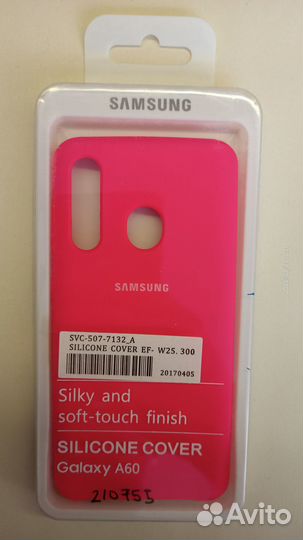 SAMSUNG
SAMSUNG
SVC-507-7132_A
SILICONE COVER EF- W25. 300
20170405
Silky and
soft-touch finish
SILICONE COVER
Galaxy A60
210755
Avito